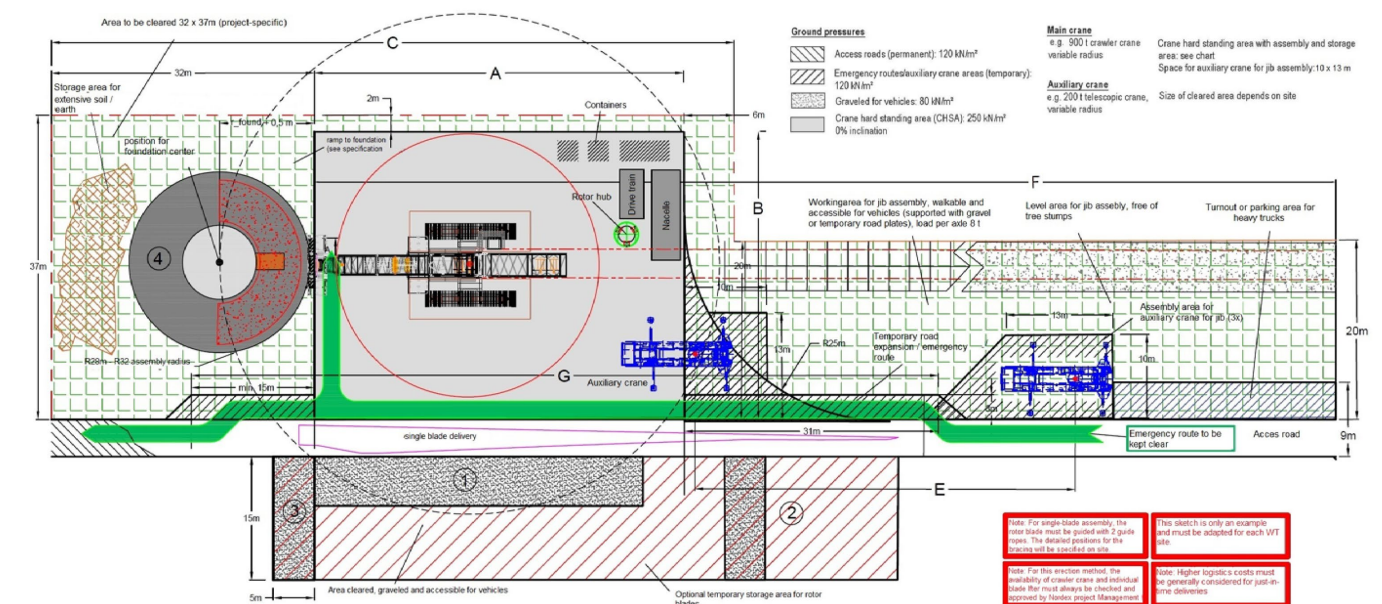 Area to be cleared 32 x 37m (project-specific)
C
32m
A
Storage area for
extensive soil /
earth
2m
Containers
6m
position for
foundation center
ramp to foundation
(see specification
Rotor hub
Drive train
Nacelle
B
F
4
37m
20m
10m
R28m - R32 assembly radius
min. 15m
G
Auxiliary crane
13m
R25m
Temporary road
expansion / emergency
route
31m
single blade delivery
Ground pressures
Access roads (permanent): 120 kN/m²
Emergency routes/auxiliary crane areas (temporary):
120 kN/m²
Graveled for vehicles: 80 kN/m²
Crane hard standing area (CHSA): 250 kN/m²
0% inclination
Main crane
e.g. 900 t crawler crane
variable radius
Auxiliary crane
e.g. 200 t telescopic crane,
variable radius
Crane hard standing area with assembly and storage
area: see chart
Space for auxiliary crane for jib assembly:10 x 13 m
Size of cleared area depends on site
Workingarea for jib assembly, walkable and
accessible for vehicles (supported with gravel
or temporary road plates), load per axle 8 t
Level area for jib assebly, free of
tree stumps
Turnout or parking area for
heavy trucks
Assembly area for
auxiliary crane for jib (3x)
13m
10m
20m
9m
Emergency route to be
kept clear
Acces road
1
2
3
E
15m
5m
Area cleared, graveled and accessible for vehicles
Optional temporary storage area for rotor
blades
Note: For single-blade assembly, the
rotor blade must be guided with 2 guide
ropes. The detailed positions for the
bracing will be specified on site
This sketch is only an example
and must be adapted for each WT
site.
Note: For this erection method, the
availability of crawler crane and individual
blade lifter must always be checked and
approved by Nordex project Management
Note: Higher logistics costs must
be generally considered for just-in-
time deliveries